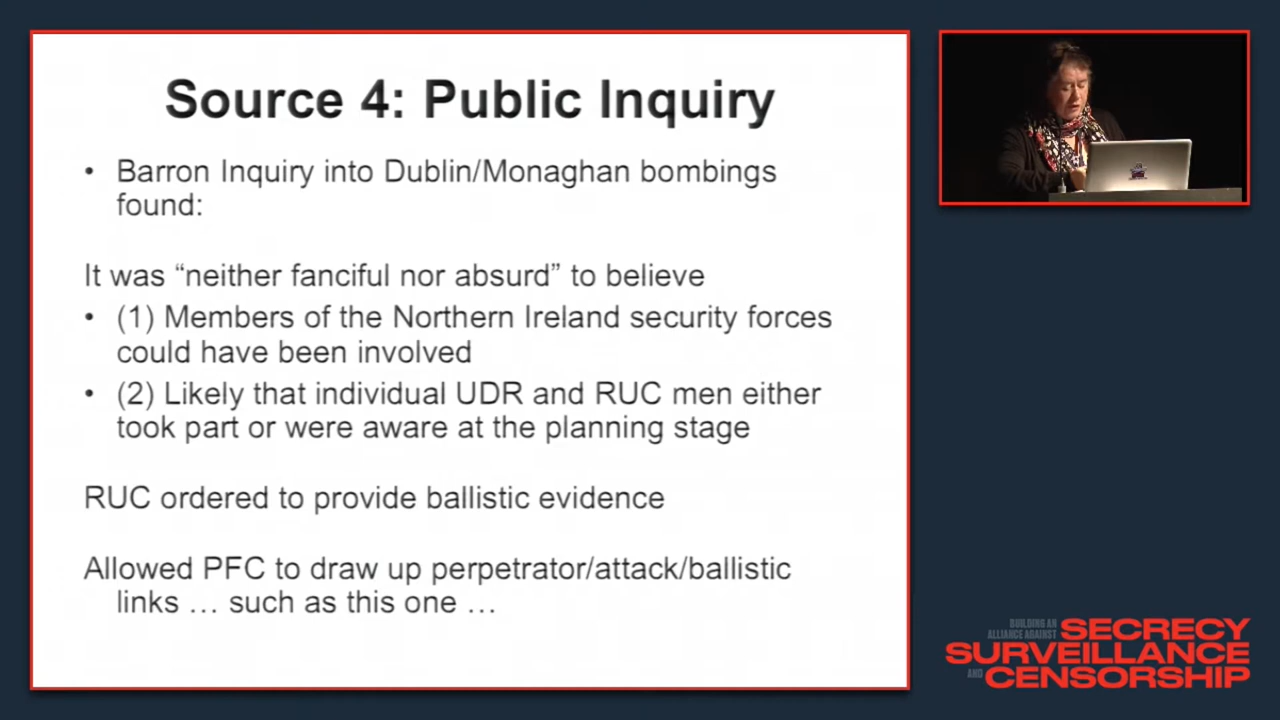 Source 4: Public Inquiry
• Barron Inquiry into Dublin/Monaghan bombings
found:
It was “neither fanciful nor absurd” to believe
• (1) Members of the Northern Ireland security forces
could have been involved
• (2) Likely that individual UDR and RUC men either
took part or were aware at the planning stage
RUC ordered to provide ballistic evidence
Allowed PFC to draw up perpetrator/attack/ballistic
links … such as this one …
BUILDING AN
ALLIANCE AGAINST SECRECY
SURVEILLANCE
AND CENSORSHIP